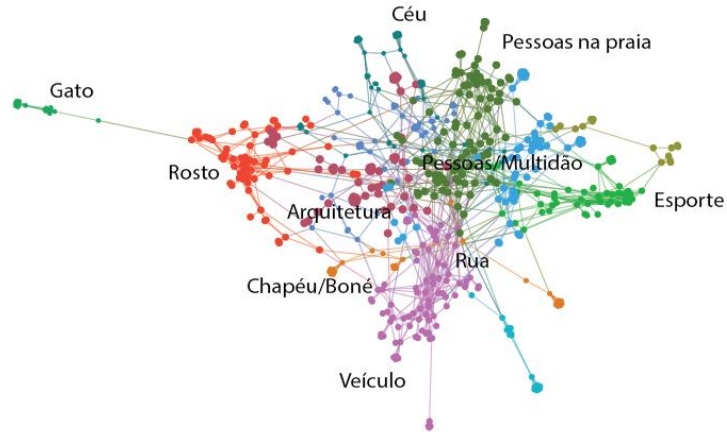 Céu
Pessoas na praia
Gato
Rosto
Pessoas/Multidão
Esporte
Arquitetura
Rua
Chapéu/Boné
Veículo